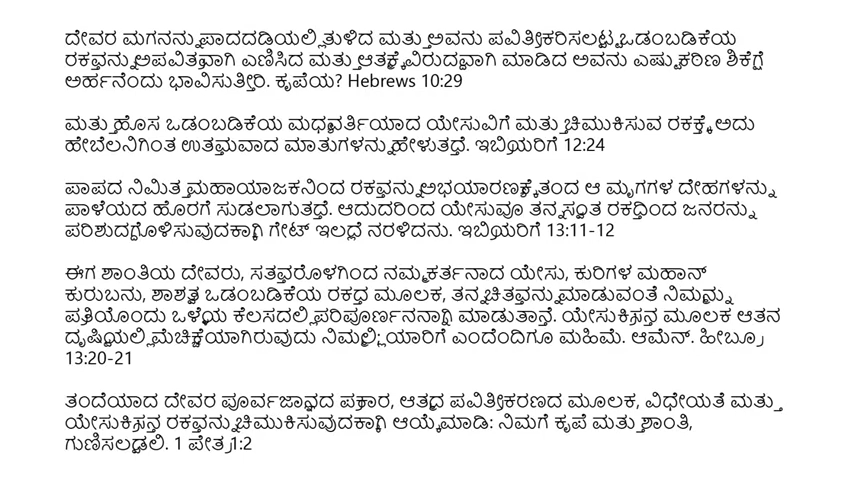 ದೇವರ ಮಗನನ್ನು ಪಾದದಡಿಯಲ್ಲಿ ತುಳಿದ ಮತ್ತು ಅವನು ಪವಿತ್ರೀಕರಿಸಲ್ಪಟ್ಟ ಒಡಂಬಡಿಕೆಯ
ರಕ್ತವನ್ನು ಅಪವಿತ್ರವಾಗಿ ಎಣಿಸಿದ ಮತ್ತು ಆತ್ಮಕ್ಕೆ ವಿರುದ್ಧವಾಗಿ ಮಾಡಿದ ಅವನು ಎಷ್ಟು ಕಠಿಣ ಶಿಕ್ಷೆಗೆ
ಅರ್ಹನೆಂದು ಭಾವಿಸುತ್ತೀರಿ. ಕೃಪೆಯ? Hebrews 10:29
ಮತ್ತು ಹೊಸ ಒಡಂಬಡಿಕೆಯ ಮಧ್ಯವರ್ತಿಯಾದ ಯೇಸುವಿಗೆ ಮತ್ತು ಚಿಮುಕಿಸುವ ರಕ್ತಕ್ಕೆ, ಅದು
ಹೇಬೆಲನಿಗಿಂತ ಉತ್ತಮವಾದ ಮಾತುಗಳನ್ನು ಹೇಳುತ್ತದೆ. ಇಬ್ರಿಯರಿಗೆ 12:24
ಪಾಪದ ನಿಮಿತ್ತ ಮಹಾಯಾಜಕನಿಂದ ರಕ್ತವನ್ನು ಅಭಯಾರಣ್ಯಕ್ಕೆ ತಂದ ಆ ಮೃಗಗಳ ದೇಹಗಳನ್ನು
ಪಾಳೆಯದ ಹೊರಗೆ ಸುಡಲಾಗುತ್ತದೆ. ಆದುದರಿಂದ ಯೇಸುವೂ ತನ್ನ ಸ್ವಂತ ರಕ್ತದಿಂದ ಜನರನ್ನು
ಪರಿಶುದ್ಧಗೊಳಿಸುವುದಕ್ಕಾಗಿ ಗೇಟ್ ಇಲ್ಲದೆ ನರಳಿದನು. ಇಬ್ರಿಯರಿಗೆ 13:11-12
ಈಗ ಶಾಂತಿಯ ದೇವರು, ಸತ್ತವರೊಳಗಿಂದ ನಮ್ಮ ಕರ್ತನಾದ ಯೇಸು, ಕುರಿಗಳ ಮಹಾನ್
ಕುರುಬನು, ಶಾಶ್ವತ ಒಡಂಬಡಿಕೆಯ ರಕ್ತದ ಮೂಲಕ, ತನ್ನ ಚಿತ್ತವನ್ನು ಮಾಡುವಂತೆ ನಿಮ್ಮನ್ನು
ಪ್ರತಿಯೊಂದು ಒಳ್ಳೆಯ ಕೆಲಸದಲ್ಲಿ ಪರಿಪೂರ್ಣನನಾಗಿ ಮಾಡುತ್ತಾನೆ. ಯೇಸುಕ್ರಿಸ್ತನ ಮೂಲಕ ಆತನ
ದೃಷ್ಟಿಯಲ್ಲಿ ಮೆಚ್ಚಿಕೆಯಾಗಿರುವುದು ನಿಮ್ಮಲ್ಲಿ; ಯಾರಿಗೆ ಎಂದೆಂದಿಗೂ ಮಹಿಮೆ. ಆಮೆನ್. ಹೀಬ್ರೂ
13:20-21
ತಂದೆಯಾದ ದೇವರ ಪೂರ್ವಜ್ಞಾನದ ಪ್ರಕಾರ, ಆತ್ಮದ ಪವಿತ್ರೀಕರಣದ ಮೂಲಕ, ವಿಧೇಯತೆ ಮತ್ತು
ಯೇಸುಕ್ರಿಸ್ತನ ರಕ್ತವನ್ನು ಚಿಮುಕಿಸುವುದಕ್ಕಾಗಿ ಆಯ್ಕೆಮಾಡಿ: ನಿಮಗೆ ಕೃಪೆ ಮತ್ತು ಶಾಂತಿ,
ಗುಣಿಸಲ್ಪಡಲಿ. 1 ಪೇತ್ರ 1:2